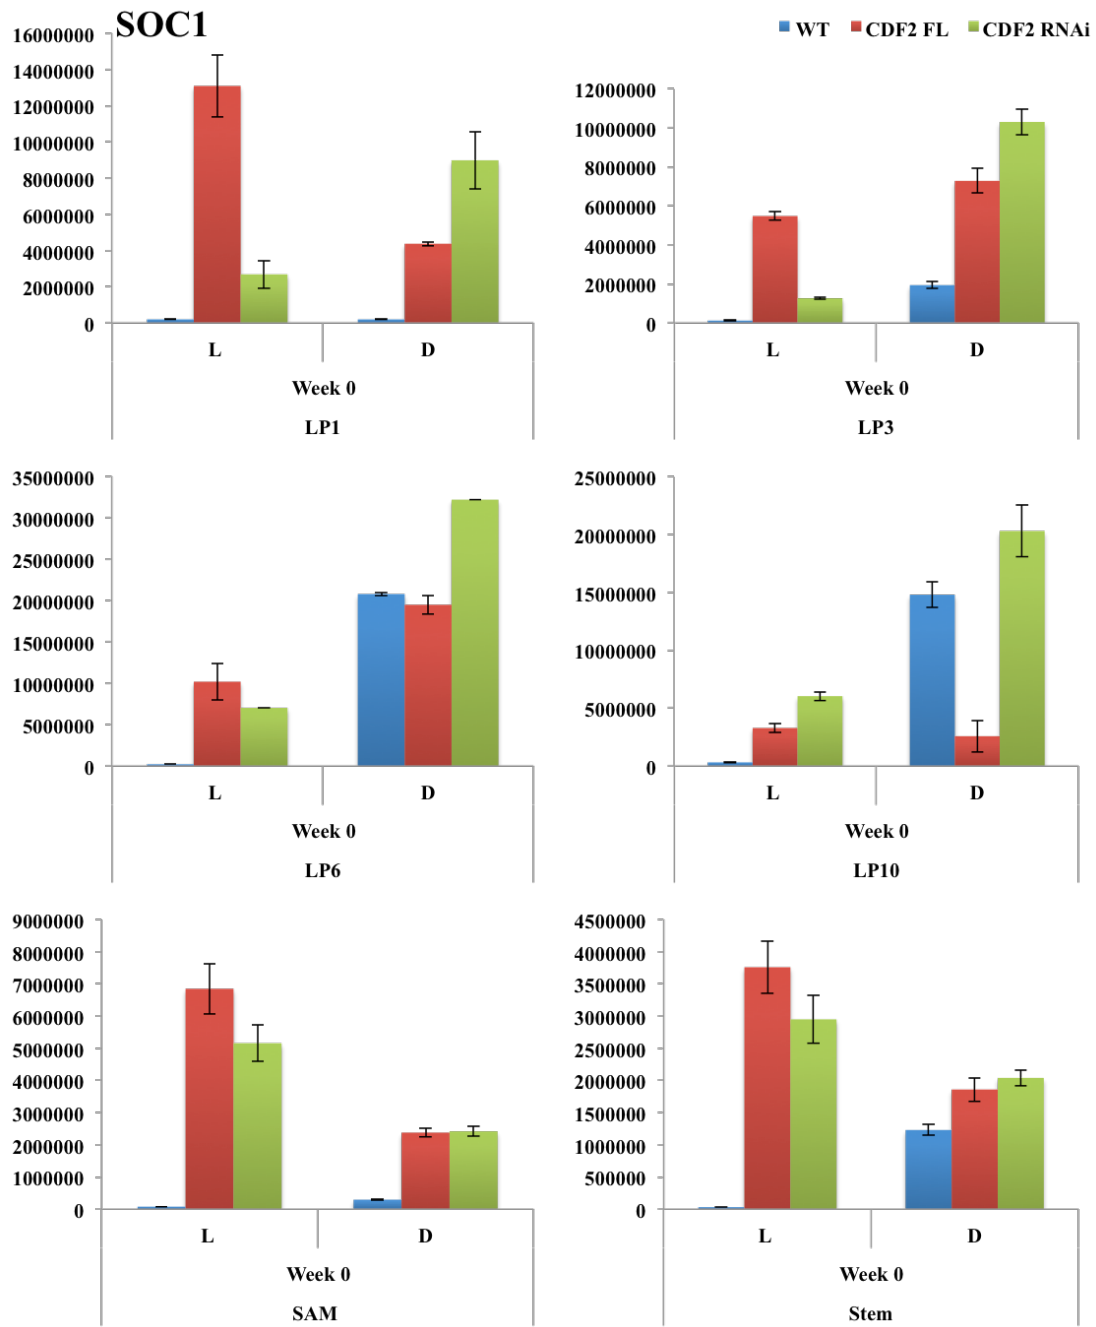 SOC1
WT CDF2 FL CDF2 RNAi
16000000
14000000
12000000
10000000
8000000
6000000
4000000
2000000
0
L D
Week 0
LP1
12000000
10000000
8000000
6000000
4000000
2000000
0
L D
Week 0
LP3
35000000
30000000
25000000
20000000
15000000
10000000
5000000
0
L D
Week 0
LP6
25000000
20000000
15000000
10000000
5000000
0
L D
Week 0
LP10
9000000
8000000
7000000
6000000
5000000
4000000
3000000
2000000
1000000
0
L D
Week 0
SAM
4500000
4000000
3500000
3000000
2500000
2000000
1500000
1000000
500000
0
L D
Week 0
Stem